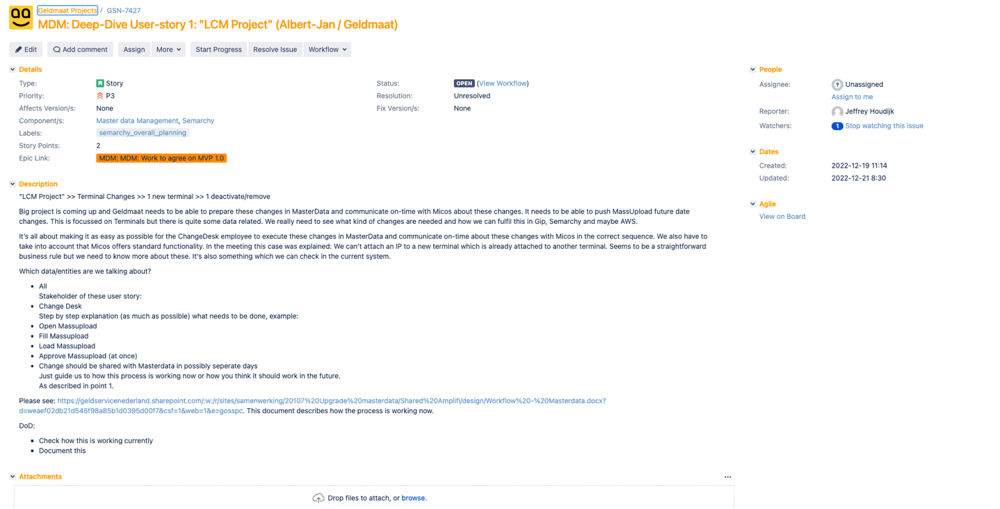 Geldmaat Projects / GSN-7427
MDM: Deep-Dive User-story 1: "LCM Project" (Albert-Jan / Geldmaat)
Edit Add comment Assign More Start Progress Resolve Issue Workflow
Details
Type: Story
Priority: P3
Affects Version/s: None
Component/s: Master data Management, Semarchy
Labels: semarchy_overall_planning
Story Points: 2
Epic Link: MDM: MDM: Work to agree on MVP 1.0
Status: OPEN (View Workflow)
Resolution: Unresolved
Fix Version/s: None
Description
"LCM Project" >> Terminal Changes >> 1 new terminal >> 1 deactivate/remove
Big project is coming up and Geldmaat needs to be able to prepare these changes in MasterData and communicate on-time with Micos about these changes. It needs to be able to push MassUpload future date
changes. This is focussed on Terminals but there is quite some data related. We really need to see what kind of changes are needed and how we can fulfil this in Gip, Semarchy and maybe AWS.
It's all about making it as easy as possible for the ChangeDesk employee to execute these changes in MasterData and communicate on-time about these changes with Micos in the correct sequence. We also have to
take into account that Micos offers standard functionality. In the meeting this case was explained: We can't attach an IP to a new terminal which is already attached to another terminal. Seems to be a straightforward
business rule but we need to know more about these. It's also something which we can check in the current system.
Which data/entities are we talking about?
• All
Stakeholder of these user story:
• Change Desk
Step by step explanation (as much as possible) what needs to be done, example:
• Open Massupload
• Fill Massupload
• Load Massupload
• Approve Massupload (at once)
• Change should be shared with Masterdata in possibly seperate days
Just guide us to how this process is working now or how you think it should work in the future.
As described in point 1.
Please see: https://geldservicenederland.sharepoint.com/:w:/r/sites/samenwerking/20107%20Upgrade%20masterdata/Shared%20Amplifi/design/Workflow%20-%20Masterdata.docx?
d=weaef02db21d545f98a85b1d0395d00f7&csf=1&web=1&e=gosspc. This document describes how the process is working now.
DoD:
▪ Check how this is working currently
▪ Document this
Attachments
Drop files to attach, or browse.
People
Assignee: Unassigned
Assign to me
Reporter: Jeffrey Houdijk
Watchers: 1 Stop watching this issue
Dates
Created: 2022-12-19 11:14
Updated: 2022-12-21 8:30
Agile
View on Board